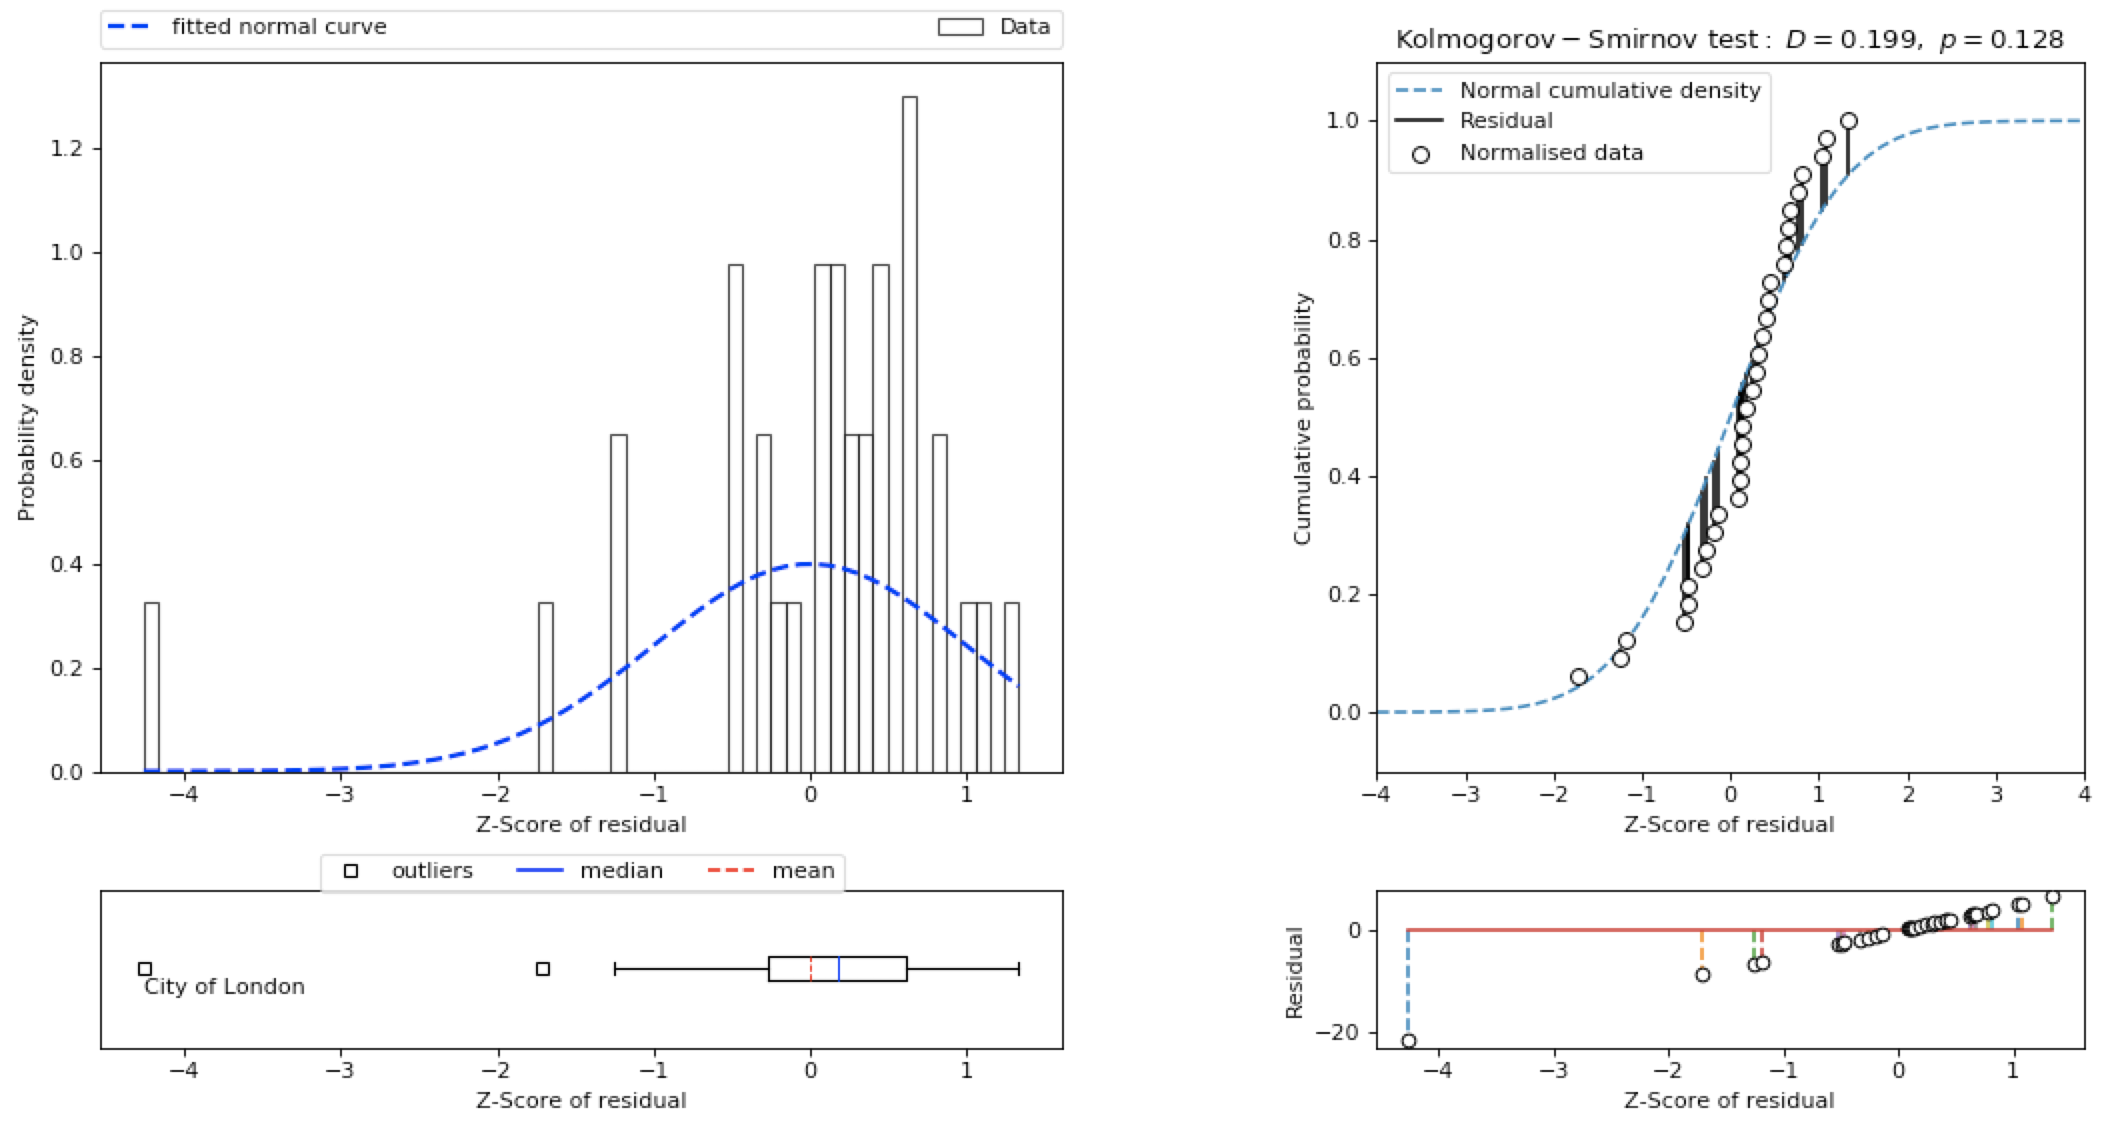 fitted normal curve Data
1.2
1.0
0.8
0.6
0.4
0.2
0.0
Probability density
−4 −3 −2 −1 0 1
Z-Score of residual
outliers median mean
City of London
−4 −3 −2 −1 0 1
Z-Score of residual
Kolmogorov − Smirnov test : D = 0.199, p = 0.128
Normal cumulative density
Residual
Normalised data
1.0
0.8
0.6
0.4
0.2
0.0
Cumulative probability
−4 −3 −2 −1 0 1 2 3 4
Z-Score of residual
0
−20
Residual
−4 −3 −2 −1 0 1
Z-Score of residual